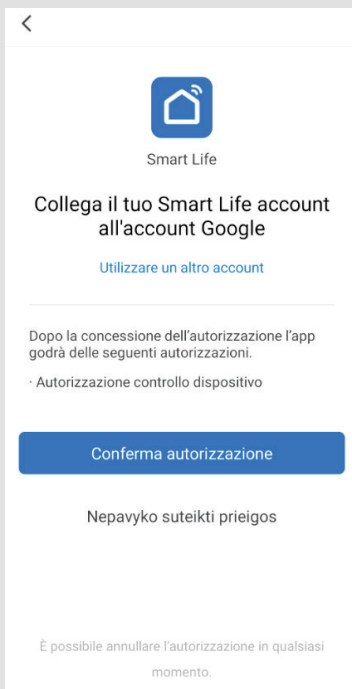 Smart Life
Collega il tuo Smart Life account
all'account Google
Utilizzare un altro account
Dopo la concessione dell'autorizzazione l'app
godrà delle seguenti autorizzazioni.
· Autorizzazione controllo dispositivo
Conferma autorizzazione
Nepavyko suteikti prieigos
È possibile annullare l'autorizzazione in qualsiasi
momento.